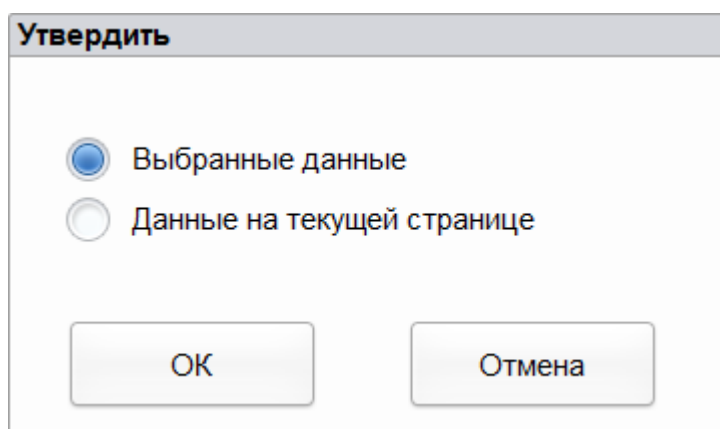 Утвердить
Выбранные данные
Данные на текущей странице
ОК
Отмена